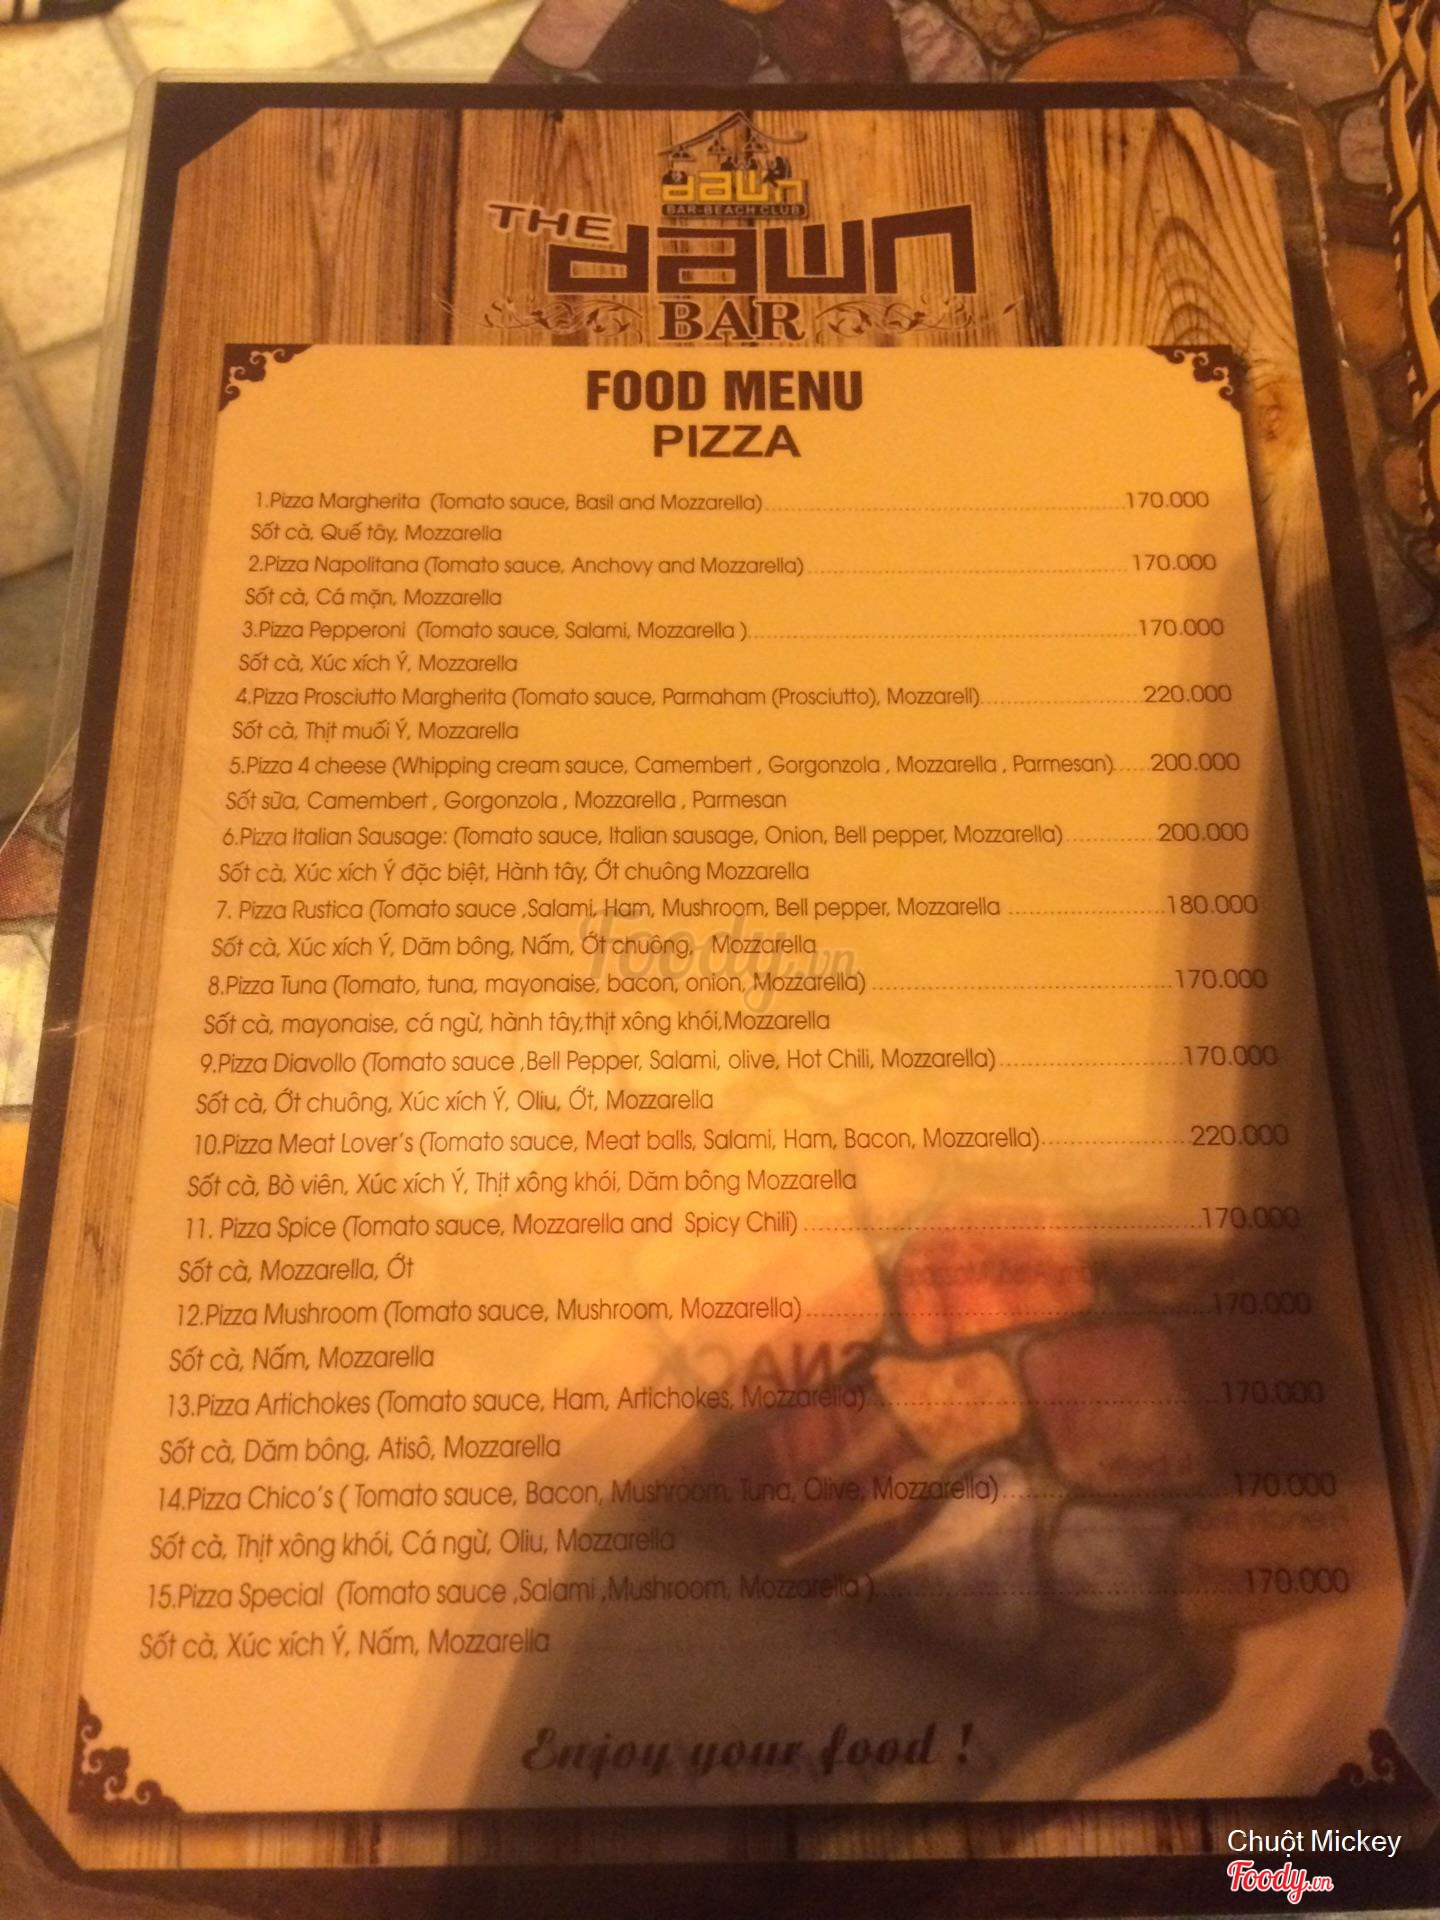 dawn
BAR-BEACH CLUB
THE dawn
BAR
FOOD MENU
PIZZA
1.Pizza Margherita (Tomato sauce, Basil and Mozzarella)..........170.000
Sốt cà, Quế tây, Mozzarella
2.Pizza Napolitana (Tomato sauce, Anchovy and Mozzarella)..........170.000
Sốt cà, Cá mặn, Mozzarella
3.Pizza Pepperoni (Tomato sauce, Salami, Mozzarella )..........170.000
Sốt cà, Xúc xích Ý, Mozzarella
4.Pizza Prosciutto Margherita (Tomato sauce, Parmaham (Prosciutto), Mozzarell)..........220.000
Sốt cà, Thịt muối Ý, Mozzarella
5.Pizza 4 cheese (Whipping cream sauce, Camembert , Gorgonzola , Mozzarella , Parmesan)......200.000
Sốt sữa, Camembert , Gorgonzola , Mozzarella , Parmesan
6.Pizza Italian Sausage: (Tomato sauce, Italian sausage, Onion, Bell pepper, Mozzarella)..........200.000
Sốt cà, Xúc xích Ý đặc biệt, Hành tây, Ớt chuông Mozzarella
7. Pizza Rustica (Tomato sauce ,Salami, Ham, Mushroom, Bell pepper, Mozzarella ..........180.000
Sốt cà, Xúc xích Ý, Dăm bông, Nấm, Ớt chuông, Mozzarella
Foody.vn
8.Pizza Tuna (Tomato, tuna, mayonaise, bacon, onion, Mozzarella) ..........170.000
Sốt cà, mayonaise, cá ngừ, hành tây,thịt xông khói,Mozzarella
9.Pizza Diavollo (Tomato sauce ,Bell Pepper, Salami, olive, Hot Chili, Mozzarella)..........170.000
Sốt cà, Ớt chuông, Xúc xích Ý, Oliu, Ớt, Mozzarella
10.Pizza Meat Lover's (Tomato sauce, Meat balls, Salami, Ham, Bacon, Mozzarella)..........220.000
Sốt cà, Bò viên, Xúc xích Ý, Thịt xông khói, Dăm bông Mozzarella
11. Pizza Spice (Tomato sauce, Mozzarella and Spicy Chili) ..........170.000
Sốt cà, Mozzarella, Ớt
12.Pizza Mushroom (Tomato sauce, Mushroom, Mozzarella)..........170.000
Sốt cà, Nấm, Mozzarella
13.Pizza Artichokes (Tomato sauce, Ham, Artichokes, Mozzarella)..........170.000
Sốt cà, Dăm bông, Atisô, Mozzarella
14.Pizza Chico's ( Tomato sauce, Bacon, Mushroom, Tuna, Olive, Mozzarella)..........170.000
Sốt cà, Thịt xông khói, Cá ngừ, Oliu, Mozzarella
15.Pizza Special (Tomato sauce ,Salami ,Mushroom, Mozzarella )..........170.000
Sốt cà, Xúc xích Ý, Nấm, Mozzarella
Enjoy your food !
Chuột Mickey
Foody.vn